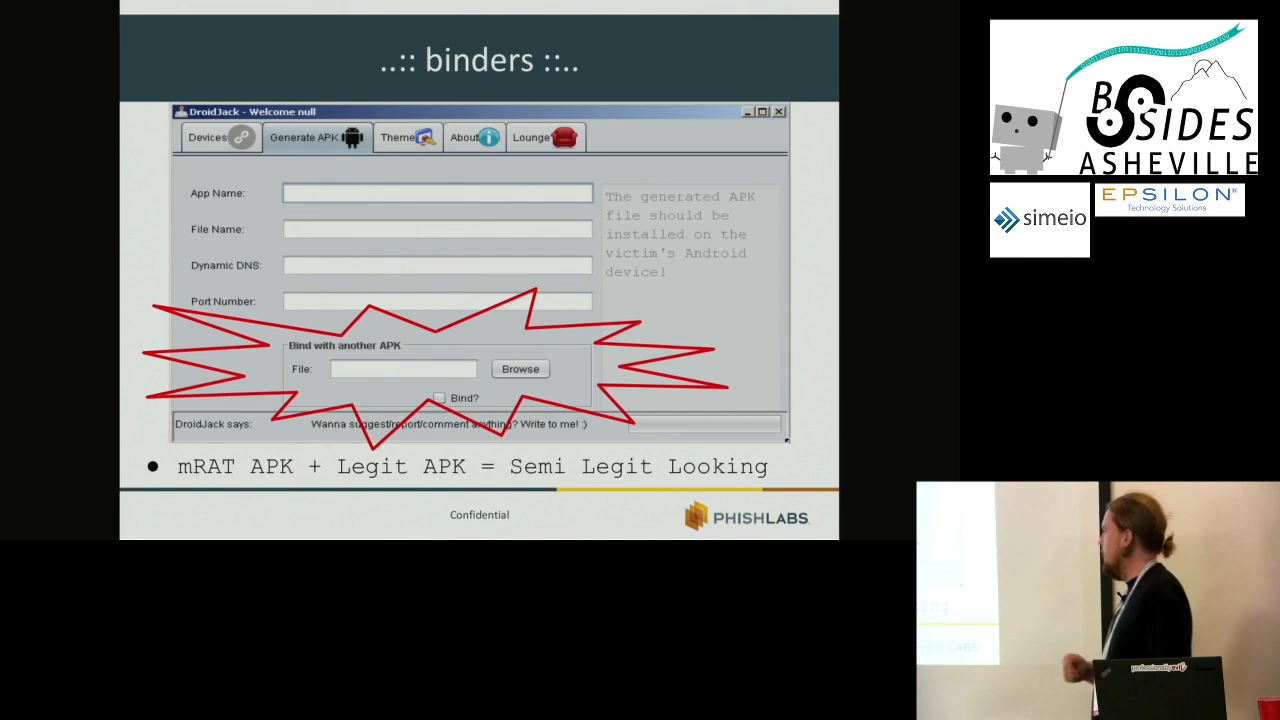 ..:: binders ::..
DroidJack - Welcome null
Devices
Generate APK
Theme
About
Lounge
App Name:
File Name:
Dynamic DNS:
Port Number:
The generated APK
file should be
installed on the
victim's Android
device!
Bind with another APK
File:
Browse
Bind?
DroidJack says:
Wanna suggest/report/comment anything? Write to me! :)
● mRAT APK + Legit APK = Semi Legit Looking
Confidential
PHISHLABS
BSIDES
ASHEVILLE
simeio
EPSILON®
Technology Solutions
professionallyevil